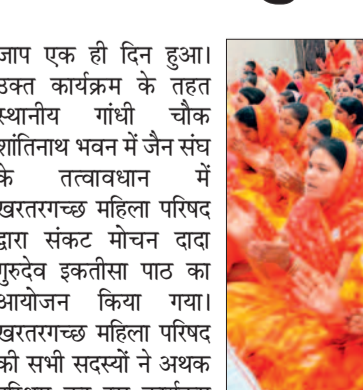 जाप एक ही दिन हुआ।
उक्त कार्यक्रम के तहत
स्थानीय गांधी चौक
शांतिनाथ भवन में जैन संघ
के तत्वावधान में
खरतरगच्छ महिला परिषद
द्वारा संकट मोचन दादा
गुरुदेव इकतीसा पाठ का
आयोजन किया गया।
खरतरगच्छ महिला परिषद
की सभी सदस्यों ने अथक